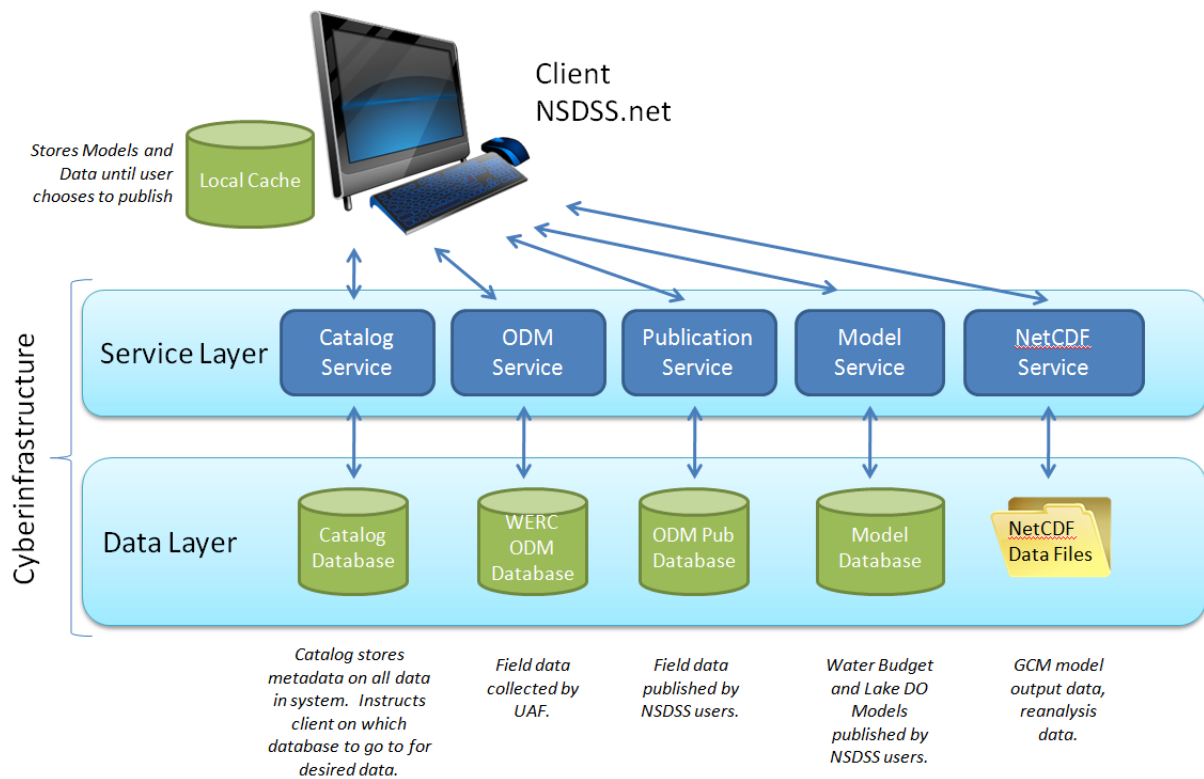 Client
NSDSS.net
Stores Models and
Data until user
chooses to publish
Local Cache
Cyberinfrastructure
Service Layer
Catalog
Service
ODM
Service
Publication
Service
Model
Service
NetCDF
Service
Data Layer
Catalog
Database
WERC
ODM
Database
ODM Pub
Database
Model
Database
NetCDF
Data Files
Catalog stores
metadata on all data
in system.  Instructs
client on which
database to go to for
desired data.
Field data
collected by
UAF.
Field data
published by
NSDSS users.
Water Budget
and Lake DO
Models
published by
NSDSS users.
GCM model
output data,
reanalysis
data.